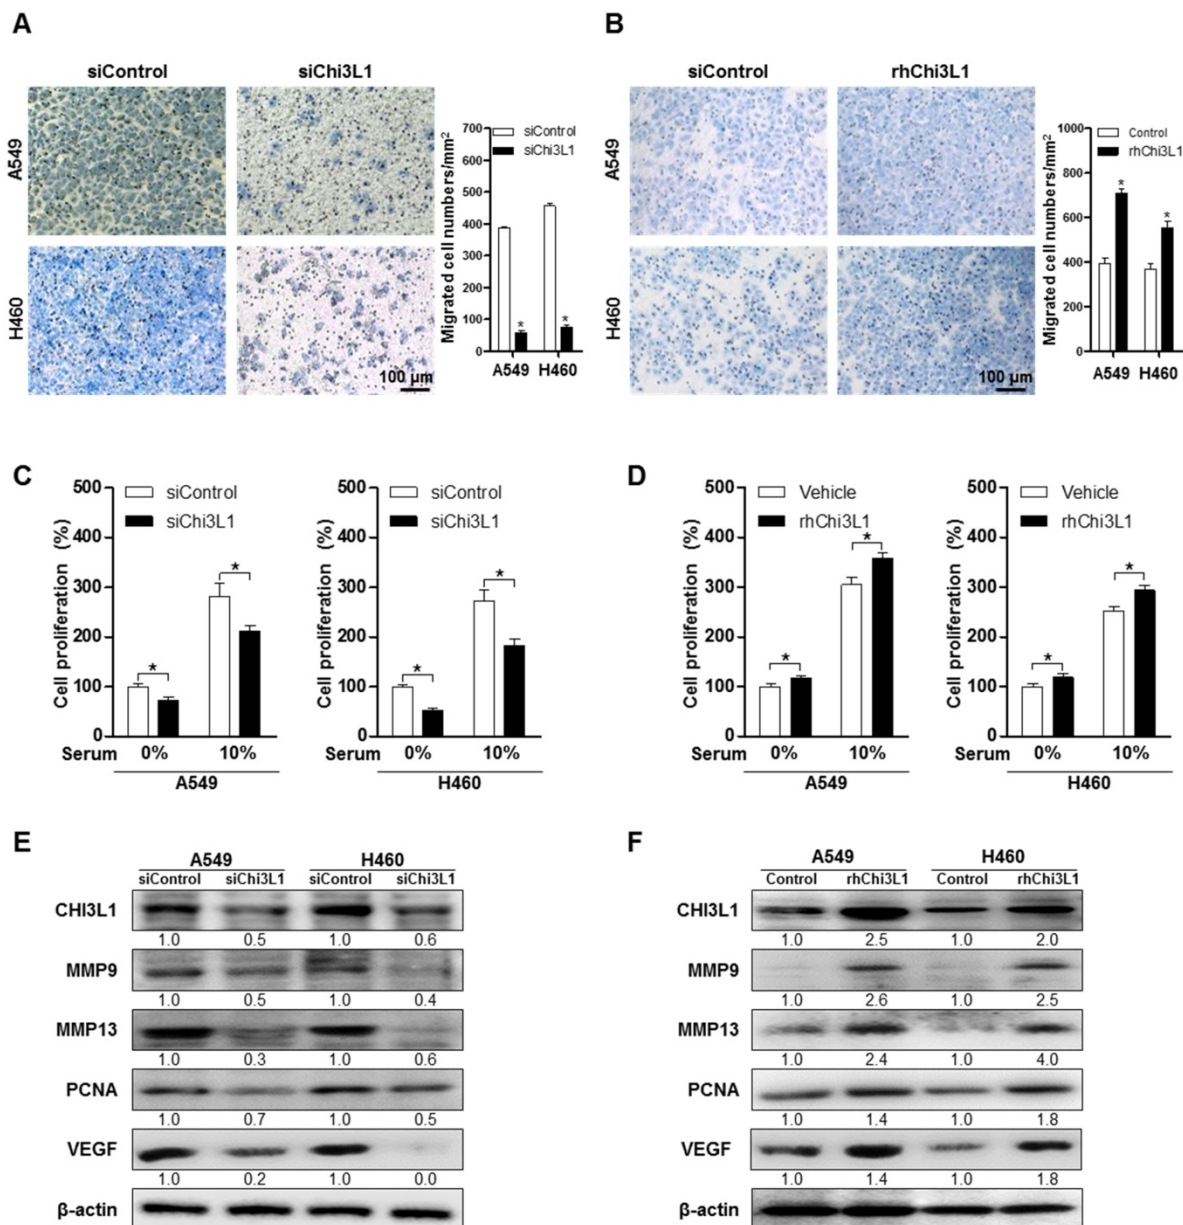 A
siControl
siChi3L1
A549
H460
100 µm
Migrated cell numbers/mm²
700
600
500
400
300
200
100
0
siControl
siChi3L1
*
*
A549 H460
B
siControl
rhChi3L1
A549
H460
100 µm
Migrated cell numbers/mm²
1000
800
600
400
400
0
Control
rhChi3L1
*
*
A549 H460
C
Cell proliferation (%)
500
400
300
200
100
0
siControl
siChi3L1
*
*
Serum 0% 10%
A549
Cell proliferation (%)
500
400
300
200
100
0
siControl
siChi3L1
*
*
Serum 0% 10%
H460
D
Cell proliferation (%)
500
400
300
200
100
0
Vehicle
rhChi3L1
*
*
Serum 0% 10%
A549
Cell proliferation (%)
500
400
300
200
100
0
Vehicle
rhChi3L1
*
*
Serum 0% 10%
H460
E
A549 H460
siControl siChi3L1 siControl siChi3L1
CHI3L1
1.0 0.5 1.0 0.6
MMP9
1.0 0.5 1.0 0.4
MMP13
1.0 0.3 1.0 0.6
PCNA
1.0 0.7 1.0 0.5
VEGF
1.0 0.2 1.0 0.0
β-actin
F
A549 H460
Control rhChi3L1 Control rhChi3L1
CHI3L1
1.0 2.5 1.0 2.0
MMP9
1.0 2.6 1.0 2.5
MMP13
1.0 2.4 1.0 4.0
PCNA
1.0 1.4 1.0 1.8
VEGF
1.0 1.4 1.0 1.8
β-actin